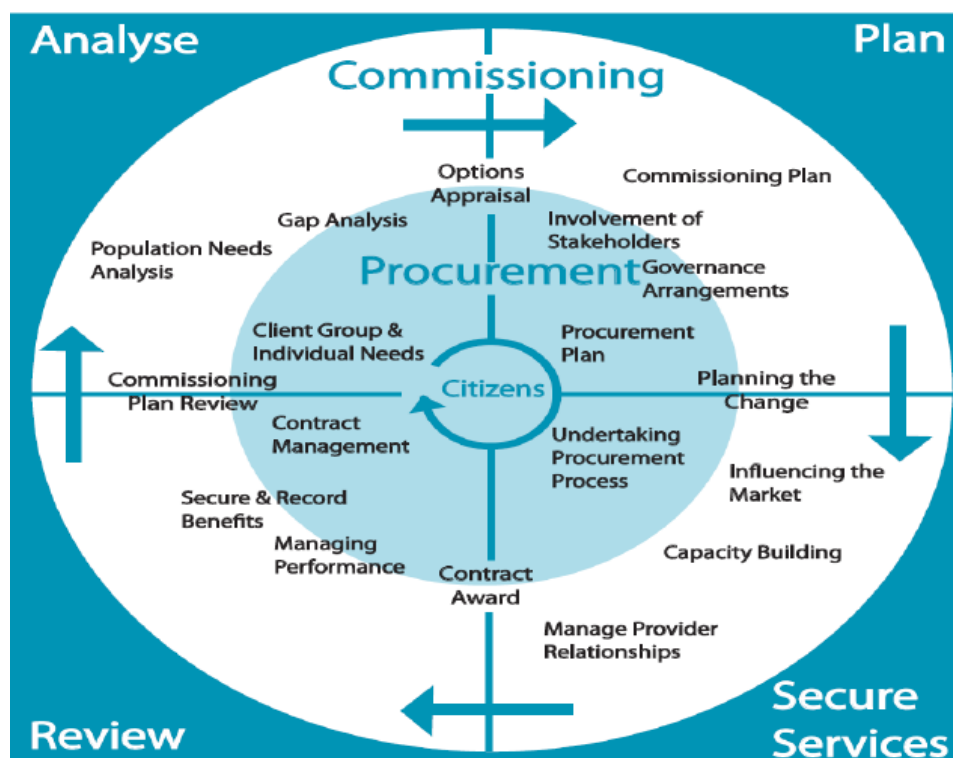 Analyse
Plan
Commissioning
Options
Appraisal
Commissioning Plan
Gap Analysis
Involvement of
Stakeholders
Population Needs
Analysis
Procurement
Governance
Arrangements
Client Group &
Individual Needs
Procurement
Plan
Commissioning
Plan Review
Citizens
Planning the
Change
Contract
Management
Undertaking
Procurement
Process
Influencing the
Market
Secure & Record
Benefits
Managing
Performance
Capacity Building
Contract
Award
Manage Provider
Relationships
Review
Secure
Services